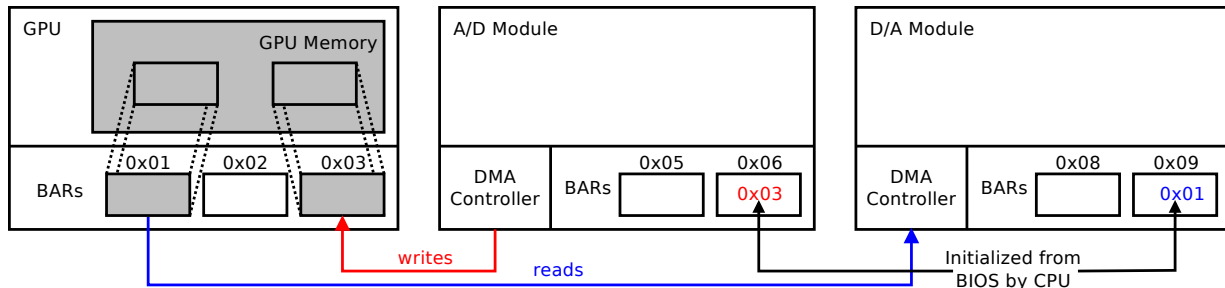 GPU
GPU Memory
BARs
0x01
0x02
0x03
A/D Module
DMA
Controller
BARs
0x05
0x06
0x03
D/A Module
DMA
Controller
BARs
0x08
0x09
0x01
writes
reads
Initialized from
BIOS by CPU